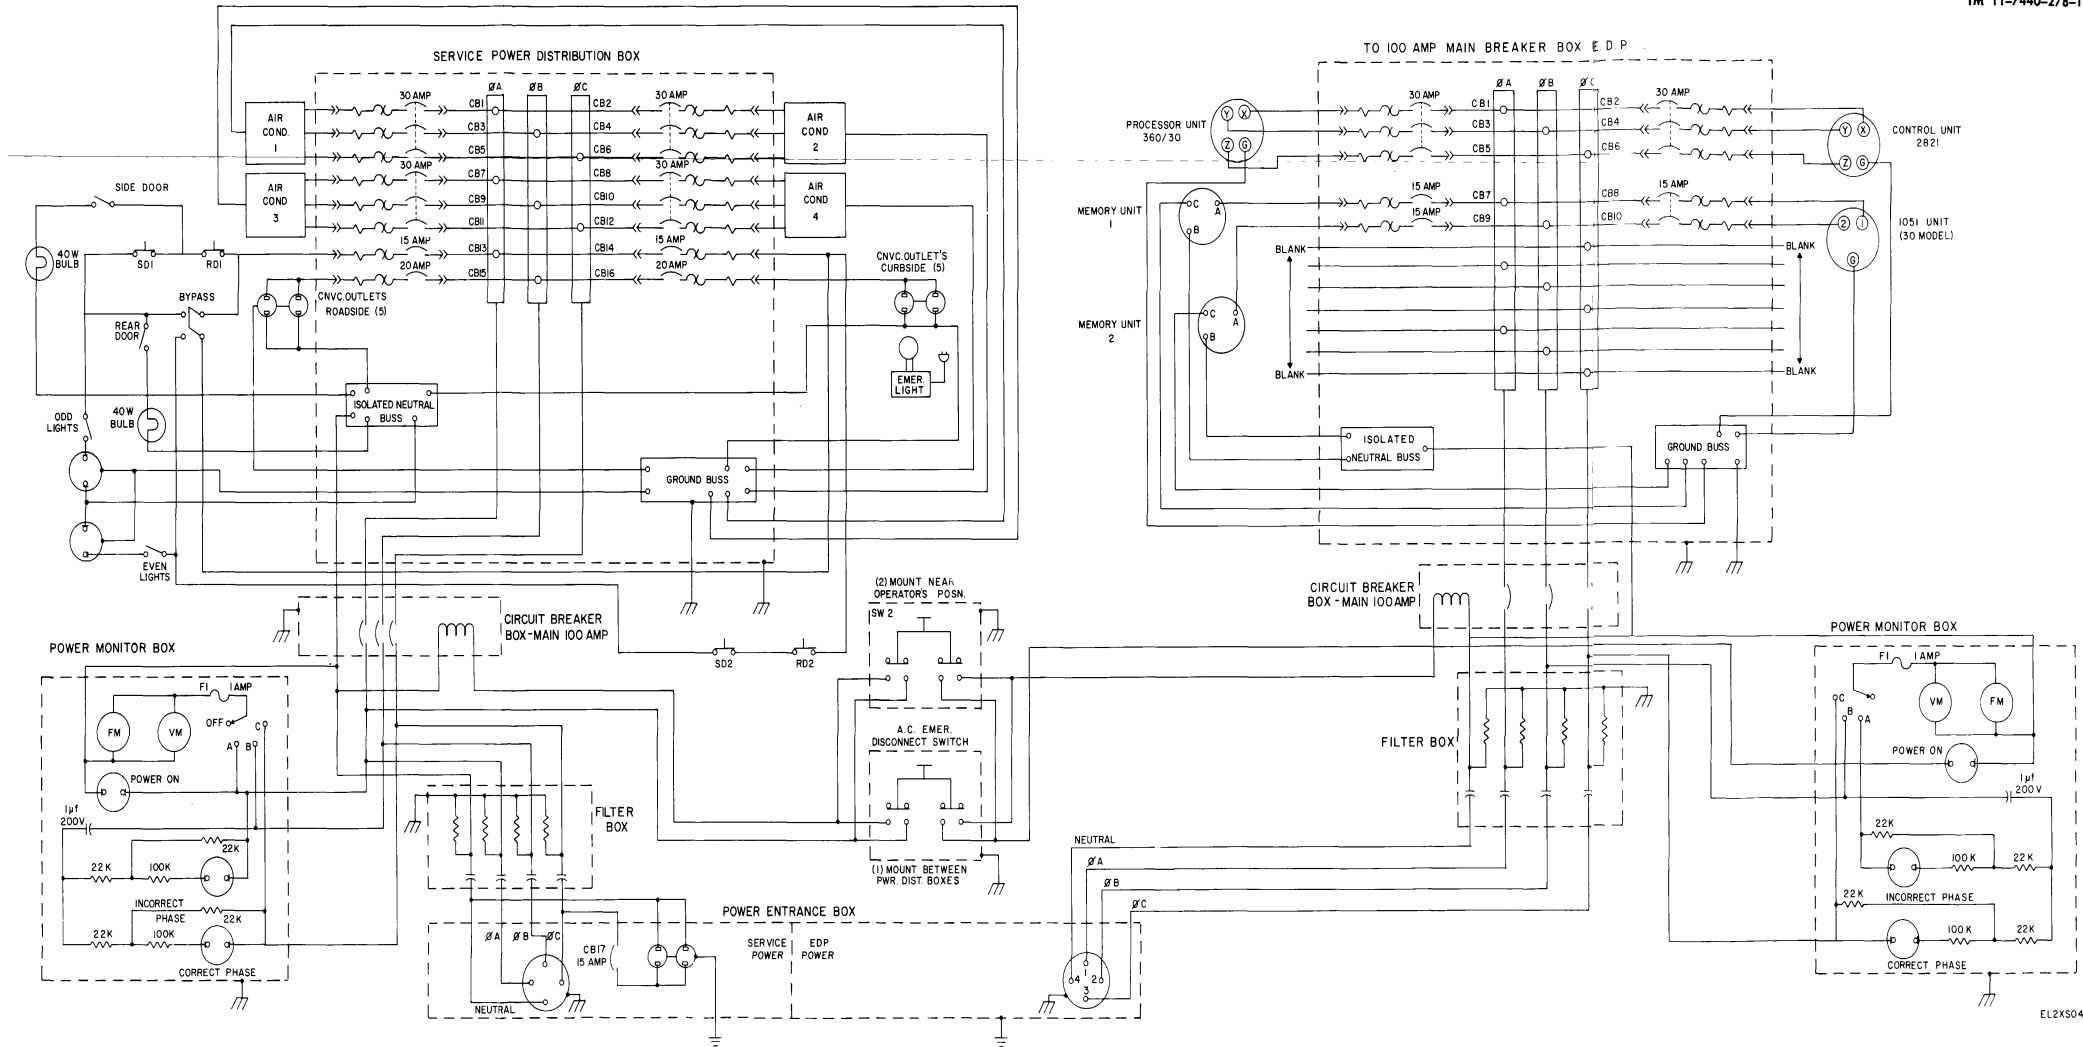 TM 11-7440-278-1
SERVICE POWER DISTRIBUTION BOX
TO 100 AMP MAIN BREAKER BOX E.D.P.
ØA
ØB
ØC
AIR
COND.
1
30 AMP
CB1
CB2
30 AMP
AIR
COND
2
CB3
CB4
CB5
CB6
AIR
COND
3
30 AMP
CB7
CB8
30 AMP
AIR
COND
4
CB9
CB10
CB11
CB12
15 AMP
CB13
CB14
15 AMP
20 AMP
CB15
CB16
20 AMP
SIDE DOOR
40W
BULB
SD1
RD1
BYPASS
REAR
DOOR
CNVC.OUTLETS
ROADSIDE (5)
CNVC.OUTLET'S
CURBSIDE (5)
EMER.
LIGHT
ISOLATED NEUTRAL
BUSS
ODD
LIGHTS
40W
BULB
GROUND BUSS
EVEN
LIGHTS
CIRCUIT BREAKER
BOX-MAIN 100 AMP
SD2
RD2
(2) MOUNT NEAR
OPERATOR'S POSN.
SW 2
A.C. EMER.
DISCONNECT SWITCH
(1) MOUNT BETWEEN
PWR. DIST. BOXES
POWER MONITOR BOX
F1 1 AMP
FM
VM
OFF
A
B
C
POWER ON
1µf
200V
22K
22K
100K
INCORRECT
PHASE
22K
22K
100K
CORRECT PHASE
FILTER
BOX
POWER ENTRANCE BOX
ØA ØB ØC
CB17
15 AMP
SERVICE
POWER
EDP
POWER
NEUTRAL
NEUTRAL
ØA
ØB
ØC
1
4 2
3
PROCESSOR UNIT
360/30
Y X
Z G
ØA
ØB
ØC
30 AMP
CB1
CB2
30 AMP
CB3
CB4
CB5
CB6
Y X
Z G
CONTROL UNIT
2821
MEMORY UNIT
1
C
A
B
15 AMP
CB7
CB8
15 AMP
15 AMP
CB9
CB10
2 1
G
1051 UNIT
(30 MODEL)
BLANK
BLANK
MEMORY UNIT
2
C
A
B
BLANK
BLANK
ISOLATED
NEUTRAL BUSS
GROUND BUSS
CIRCUIT BREAKER
BOX-MAIN 100AMP
FILTER BOX
POWER MONITOR BOX
F1 1 AMP
C
B
A
VM
FM
POWER ON
1µf
200V
22K
100K
22K
INCORRECT PHASE
22K
100K
22K
CORRECT PHASE
EL2XS04